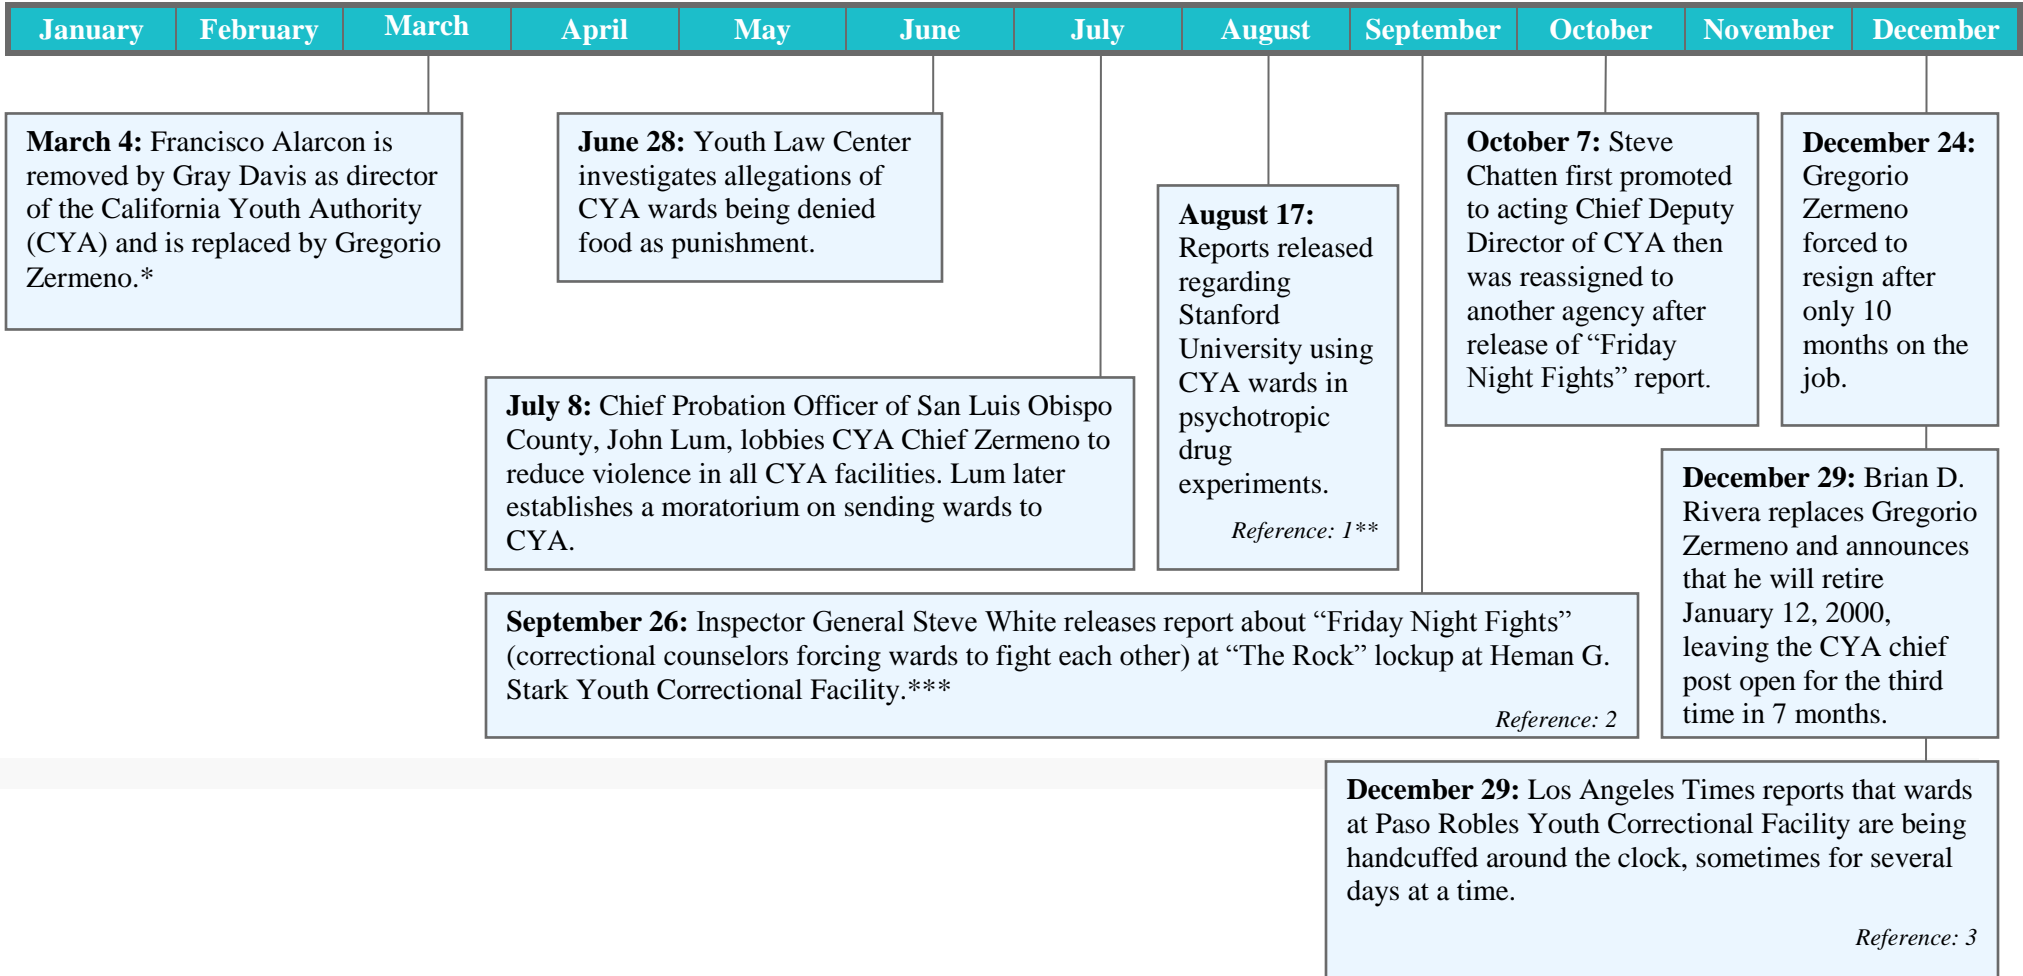 January February March April May June July August September October November December
March 4: Francisco Alarcon is
removed by Gray Davis as director
of the California Youth Authority
(CYA) and is replaced by Gregorio
Zermeno.*
June 28: Youth Law Center
investigates allegations of
CYA wards being denied
food as punishment.
July 8: Chief Probation Officer of San Luis Obispo
County, John Lum, lobbies CYA Chief Zermeno to
reduce violence in all CYA facilities. Lum later
establishes a moratorium on sending wards to
CYA.
August 17:
Reports released
regarding
Stanford
University using
CYA wards in
psychotropic
drug
experiments.
Reference: 1**
September 26: Inspector General Steve White releases report about “Friday Night Fights”
(correctional counselors forcing wards to fight each other) at “The Rock” lockup at Heman G.
Stark Youth Correctional Facility.***
Reference: 2
October 7: Steve
Chatten first promoted
to acting Chief Deputy
Director of CYA then
was reassigned to
another agency after
release of “Friday
Night Fights” report.
December 24:
Gregorio
Zermeno
forced to
resign after
only 10
months on the
job.
December 29: Brian D.
Rivera replaces Gregorio
Zermeno and announces
that he will retire
January 12, 2000,
leaving the CYA chief
post open for the third
time in 7 months.
December 29: Los Angeles Times reports that wards
at Paso Robles Youth Correctional Facility are being
handcuffed around the clock, sometimes for several
days at a time.
Reference: 3